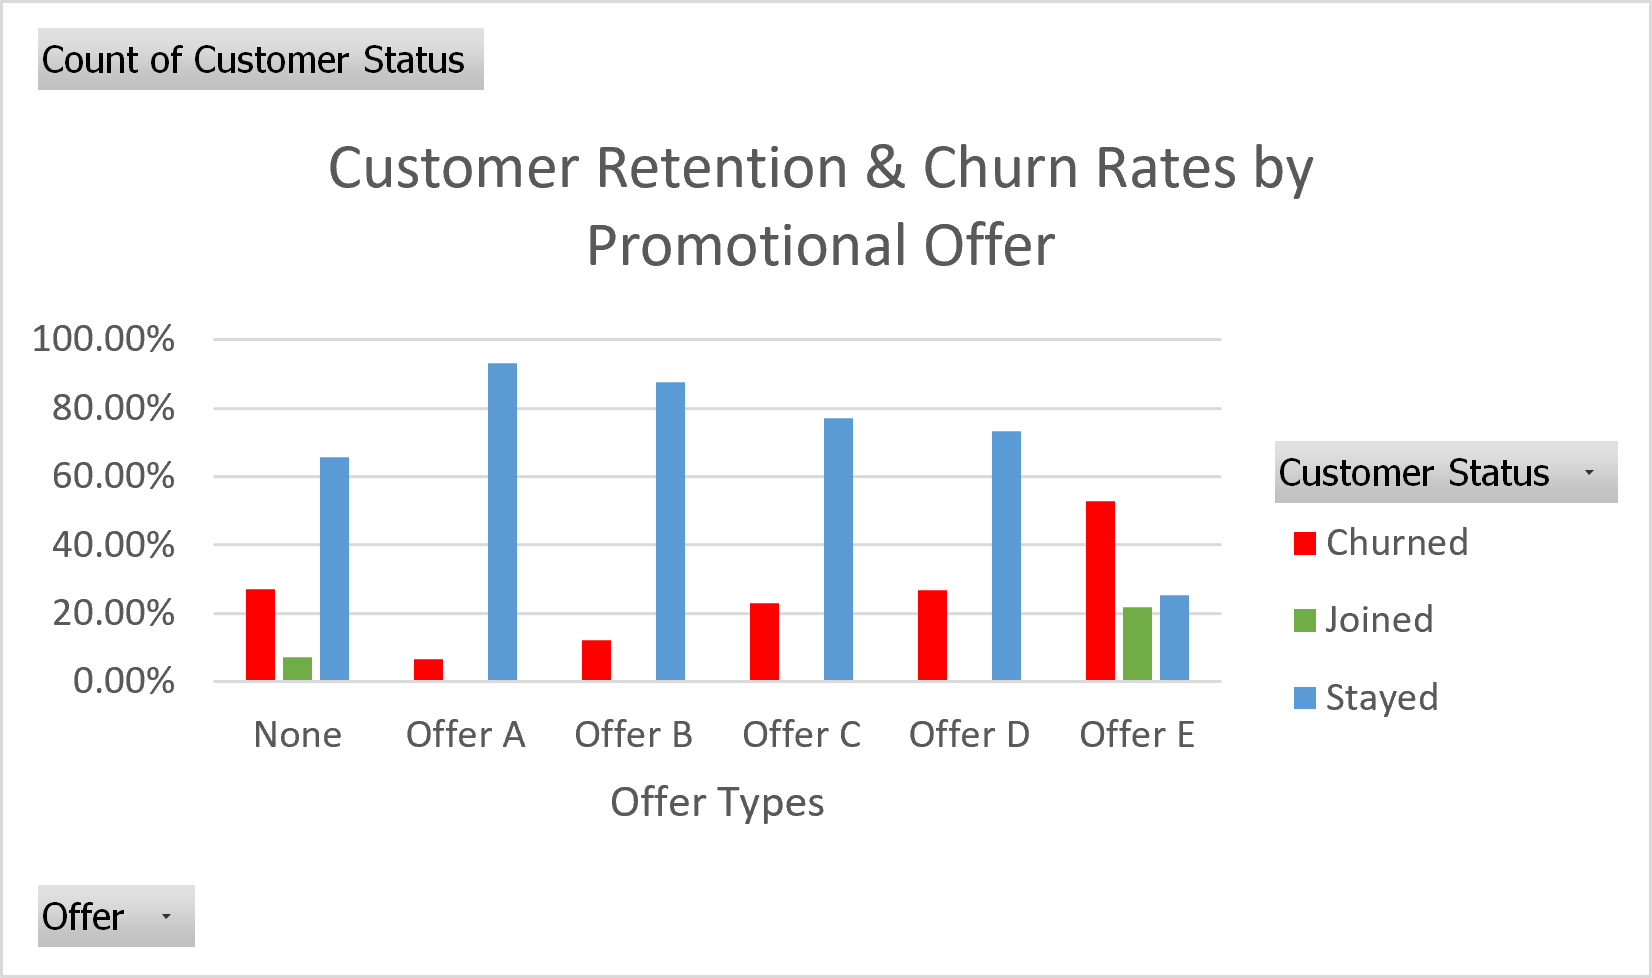 Count of Customer Status
Customer Retention & Churn Rates by
Promotional Offer
100.00%
80.00%
60.00%
40.00%
20.00%
0.00%
None
Offer A
Offer B
Offer C
Offer D
Offer E
Offer Types
Customer Status
Churned
Joined
Stayed
Offer